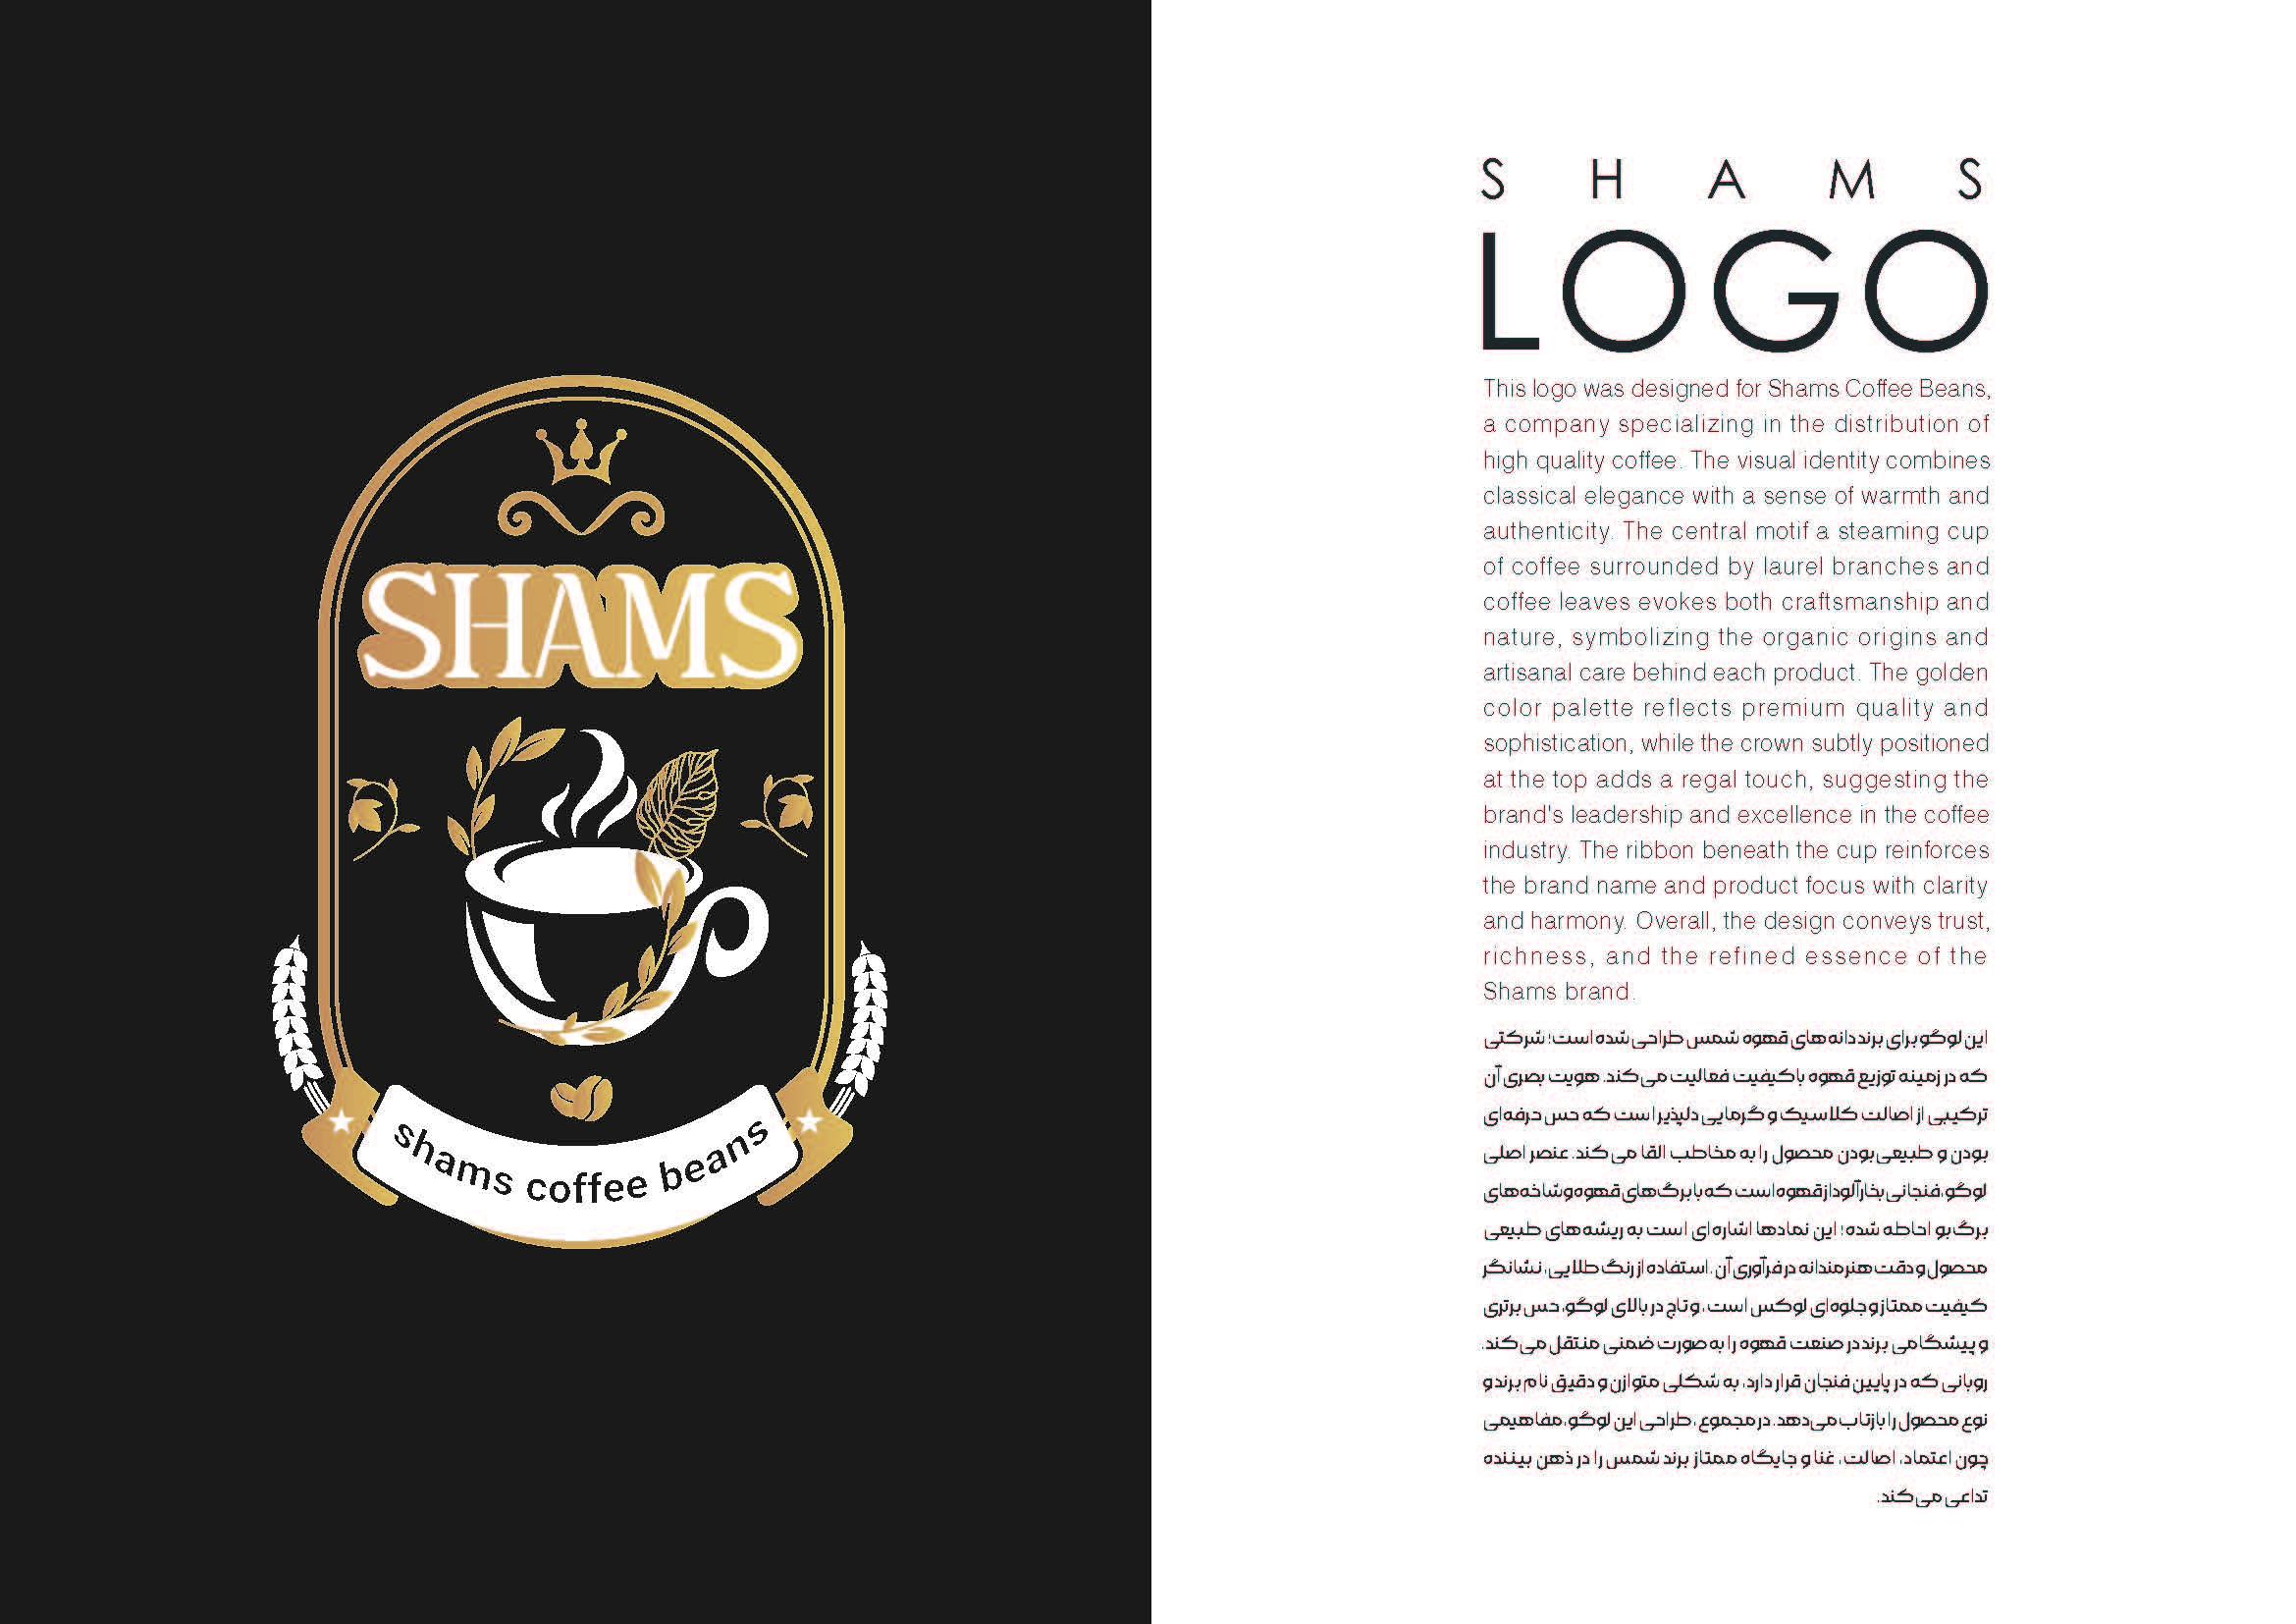 SHAMS
shams coffee beans
S H A M S
LOGO
This logo was designed for Shams Coffee Beans,
a company specializing in the distribution of
high quality coffee. The visual identity combines
classical elegance with a sense of warmth and
authenticity. The central motif a steaming cup
of coffee surrounded by laurel branches and
coffee leaves evokes both craftsmanship and
nature, symbolizing the organic origins and
artisanal care behind each product. The golden
color palette reflects premium quality and
sophistication, while the crown subtly positioned
at the top adds a regal touch, suggesting the
brand's leadership and excellence in the coffee
industry. The ribbon beneath the cup reinforces
the brand name and product focus with clarity
and harmony. Overall, the design conveys trust,
richness, and the refined essence of the
Shams brand.
این لوگو برای برند دانه‌های قهوه شمس طراحی شده است؛ شرکتی
که در زمینه توزیع قهوه باکیفیت فعالیت می‌کند. هویت بصری آن
ترکیبی از اصالت کلاسیک و گرمایی دلپذیر است که حس حرفه‌ای
بودن و طبیعی بودن محصول را به مخاطب القا می کند. عنصر اصلی
لوگو، فنجانی بخارآلود از قهوه است که با برگ‌های قهوه و شاخه‌های
برگ‌بو احاطه شده؛ این نمادها اشاره‌ای است به ریشه‌های طبیعی
محصول و دقت هنرمندانه در فرآوری آن. استفاده از رنگ طلایی، نشانگر
کیفیت ممتاز و جلوه‌ای لوکس است، و تاج در بالای لوگو، حس برتری
و پیشگامی برند در صنعت قهوه را به صورت ضمنی منتقل می‌کند.
روبانی که در پایین فنجان قرار دارد، به شکلی متوازن و دقیق نام برند و
نوع محصول را بازتاب می‌دهد. در مجموع، طراحی این لوگو، مفاهیمی
چون اعتماد، اصالت، غنا و جایگاه ممتاز برند شمس را در ذهن بیننده
تداعی می‌کند.